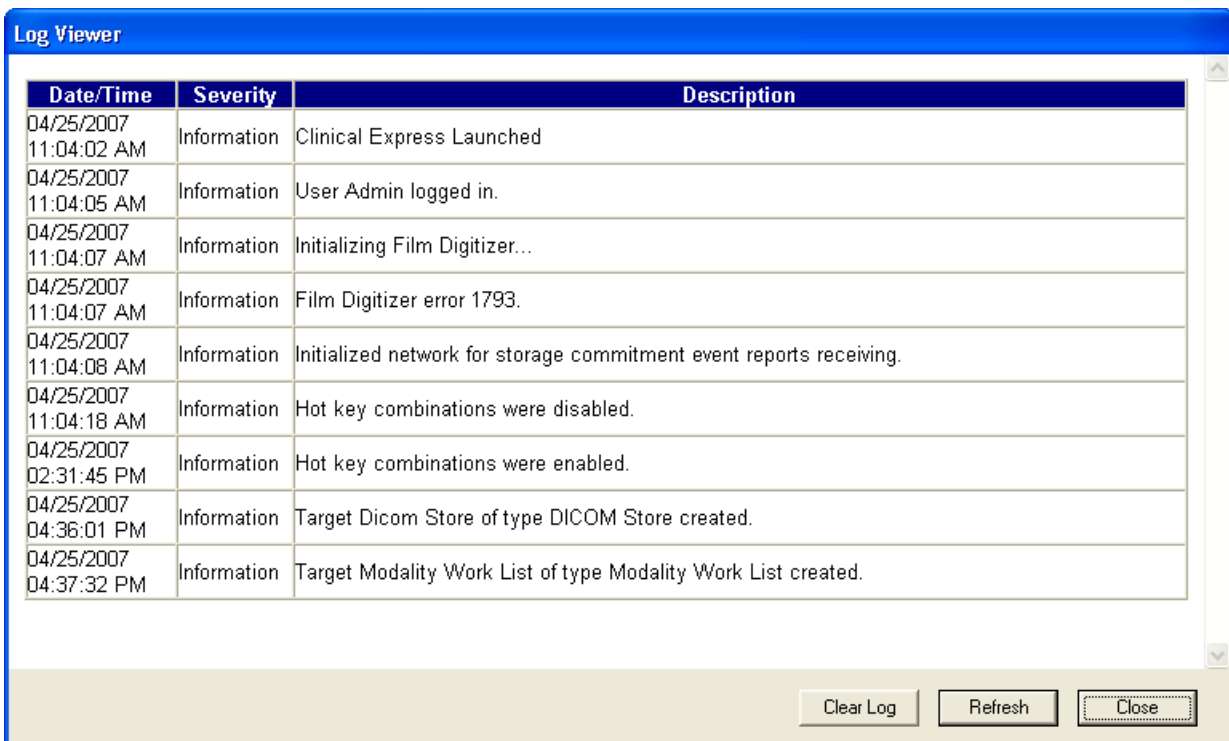 Log Viewer
Date/Time Severity Description
04/25/2007
11:04:02 AM Information Clinical Express Launched
04/25/2007
11:04:05 AM Information User Admin logged in.
04/25/2007
11:04:07 AM Information Initializing Film Digitizer...
04/25/2007
11:04:07 AM Information Film Digitizer error 1793.
04/25/2007
11:04:08 AM Information Initialized network for storage commitment event reports receiving.
04/25/2007
11:04:18 AM Information Hot key combinations were disabled.
04/25/2007
02:31:45 PM Information Hot key combinations were enabled.
04/25/2007
04:36:01 PM Information Target Dicom Store of type DICOM Store created.
04/25/2007
04:37:32 PM Information Target Modality Work List of type Modality Work List created.
Clear Log Refresh Close